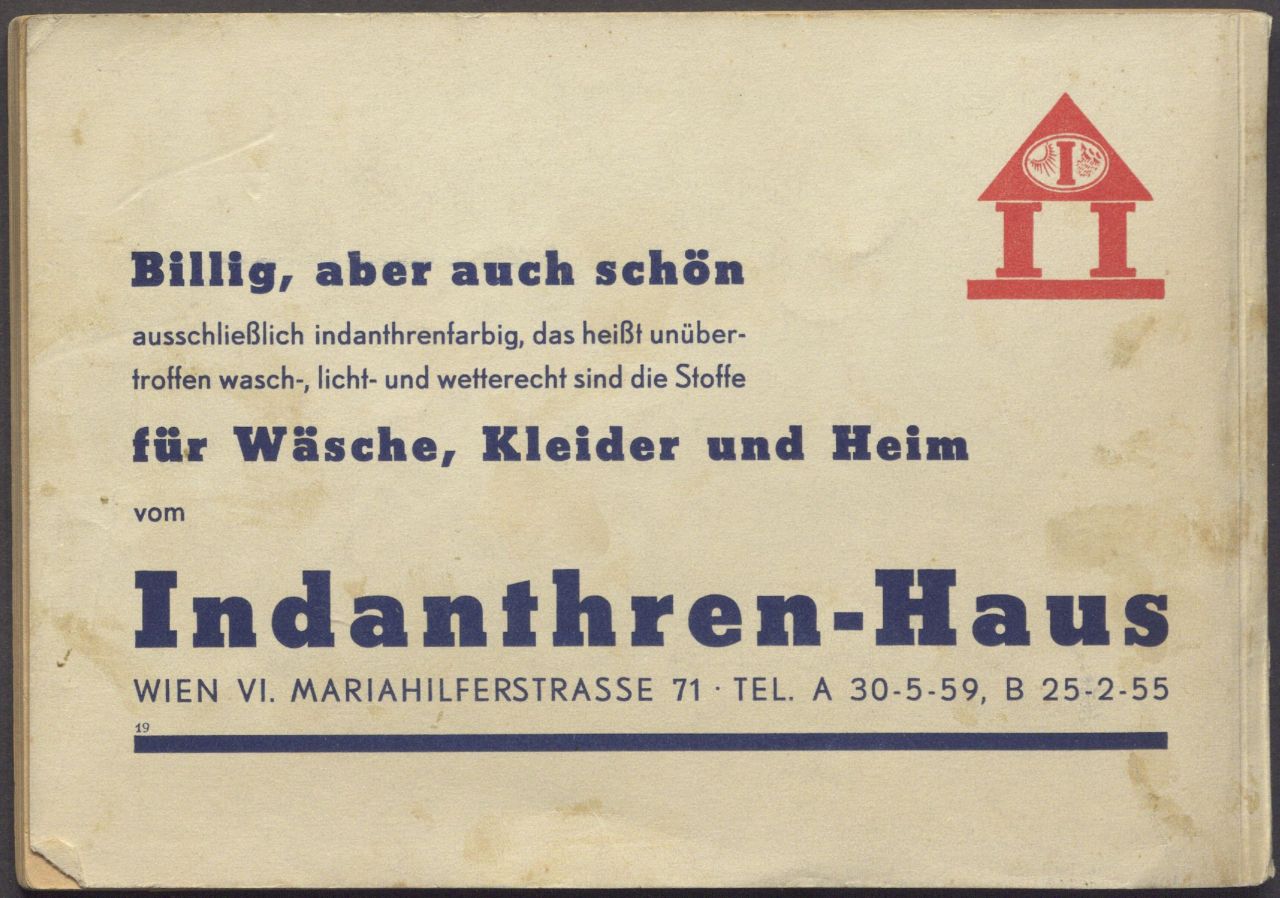 I
Billig, aber auch schön
ausschließlich indanthrenfarbig, das heißt unüber-
troffen wasch-, licht- und wetterecht sind die Stoffe
für Wäsche, Kleider und Heim
vom
Indanthren-Haus
WIEN VI. MARIAHILFERSTRASSE 71 · TEL. A 30-5-59, B 25-2-55
19